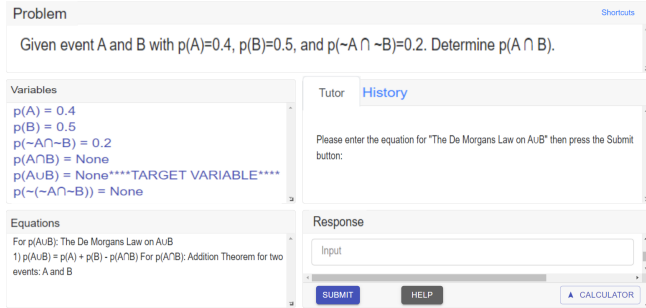 Problem
Shortcuts
Given event A and B with p(A)=0.4, p(B)=0.5, and p(~A ∩ ~B)=0.2. Determine p(A ∩ B).
Variables
p(A) = 0.4
p(B) = 0.5
p(~A∩~B) = 0.2
p(A∩B) = None
p(A∪B) = None****TARGET VARIABLE****
p(~(~A∩~B)) = None
Tutor
History
Please enter the equation for "The De Morgans Law on A∪B" then press the Submit
button:
Equations
For p(A∪B): The De Morgans Law on A∪B
1) p(A∪B) = p(A) + p(B) - p(A∩B) For p(A∩B): Addition Theorem for two
events: A and B
Response
Input
SUBMIT
HELP
CALCULATOR